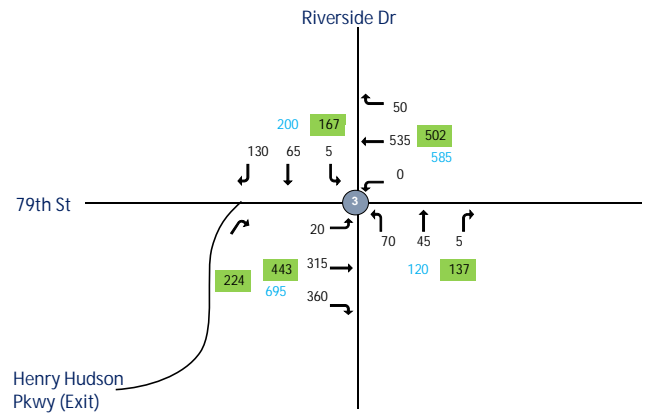 Riverside Dr
50
200 167
535 502
130 65 5
585
0
79th St
3
20
70 45 5
443 315
120 137
224
695 360
Henry Hudson
Pkwy (Exit)